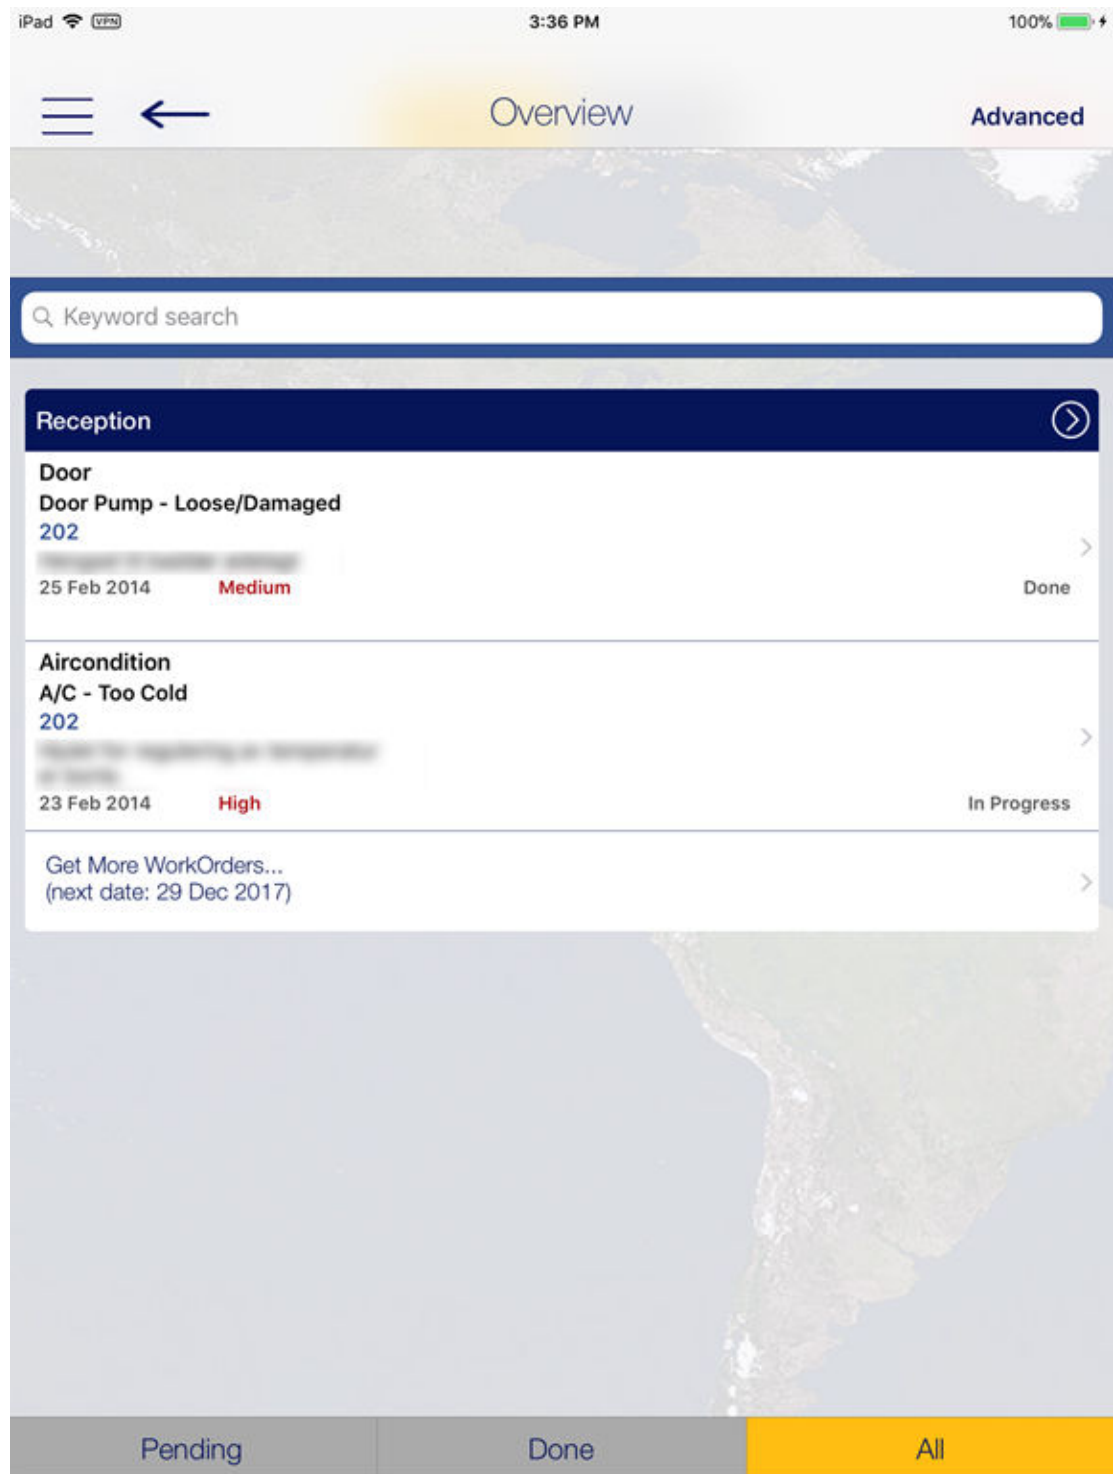 iPad VPN 3:36 PM 100%
Overview
Advanced
Keyword search
Reception
Door
Door Pump - Loose/Damaged
202
25 Feb 2014 Medium Done
Aircondition
A/C - Too Cold
202
23 Feb 2014 High In Progress
Get More WorkOrders...
(next date: 29 Dec 2017)
Pending Done All